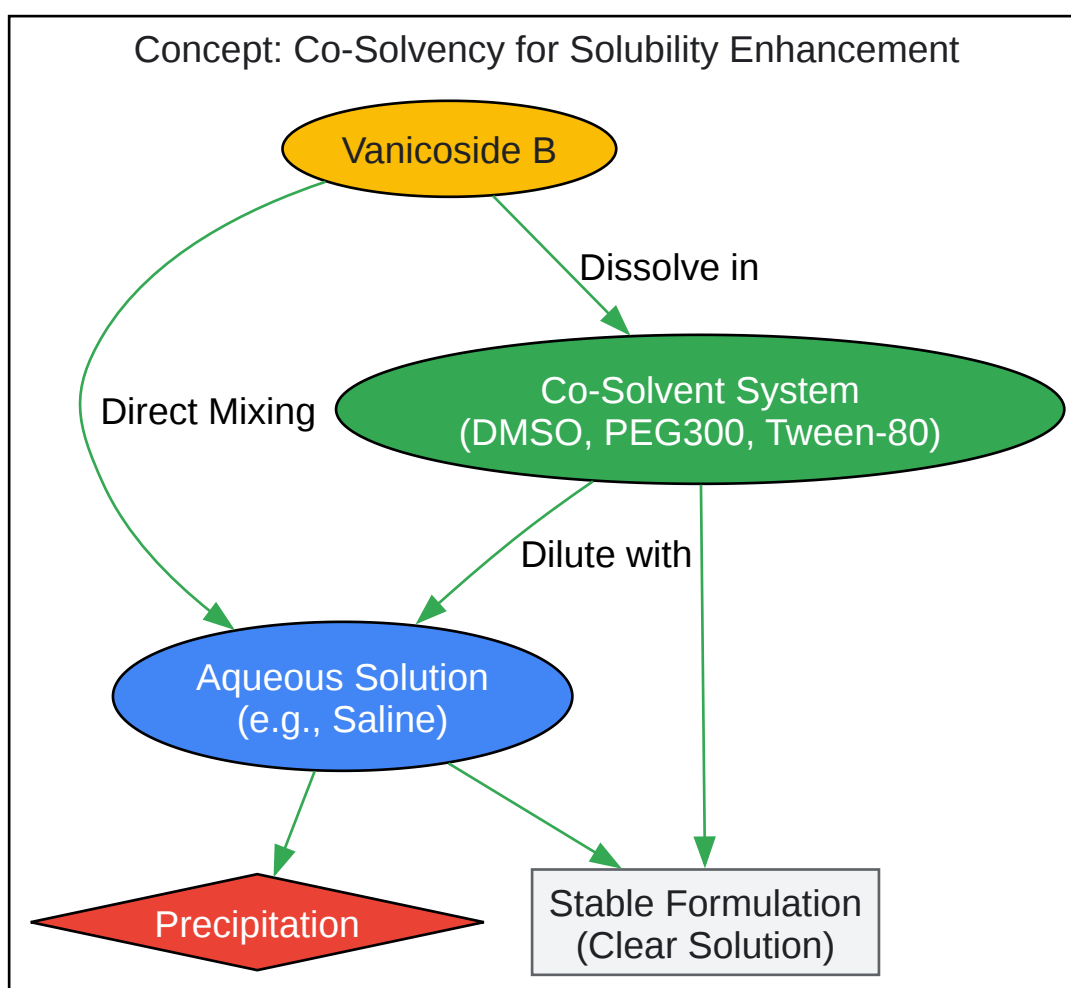 Concept: Co-Solvency for Solubility Enhancement
Vanicoside B
Dissolve in
Direct Mixing
Co-Solvent System
(DMSO, PEG300, Tween-80)
Dilute with
Aqueous Solution
(e.g., Saline)
Precipitation
Stable Formulation
(Clear Solution)